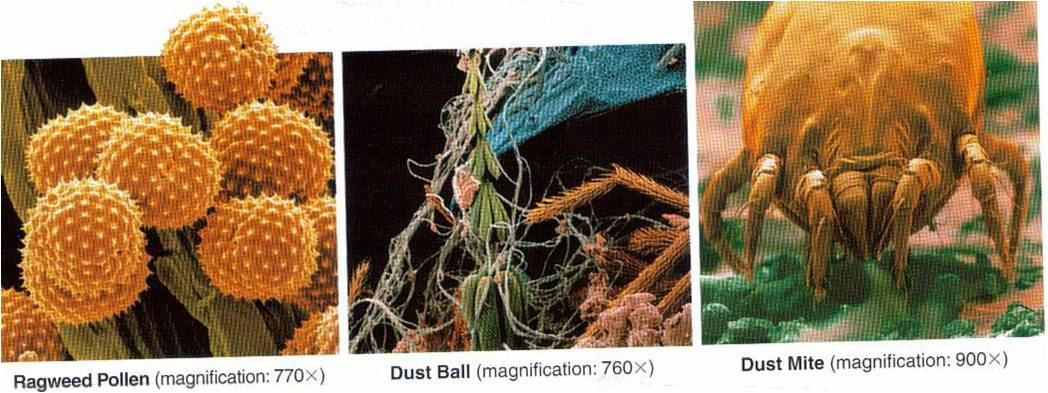 Ragweed Pollen (magnification: 770×)
Dust Ball (magnification: 760×)
Dust Mite (magnification: 900×)